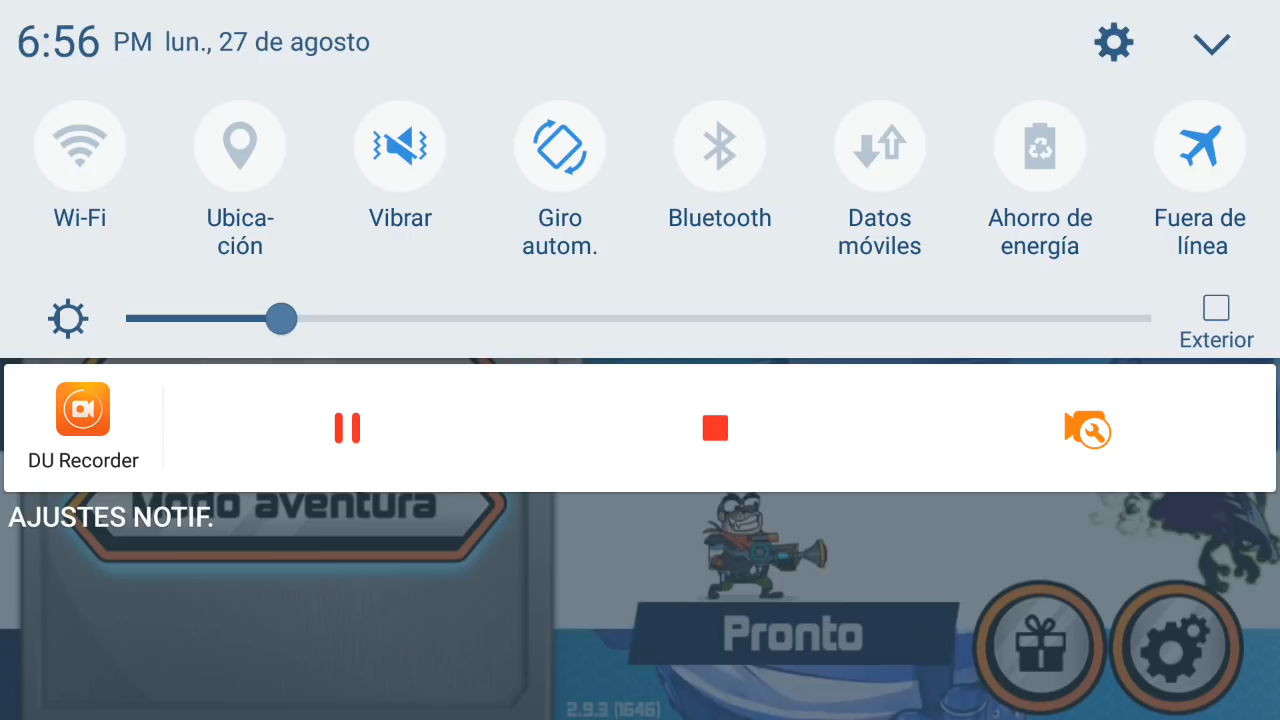 6:56 PM lun., 27 de agosto
Wi-Fi
Ubica-
ción
Vibrar
Giro
autom.
Bluetooth
Datos
móviles
Ahorro de
energía
Fuera de
línea
Exterior
DU Recorder
Modo aventura
AJUSTES NOTIF.
Pronto
2.9.3 (1646)